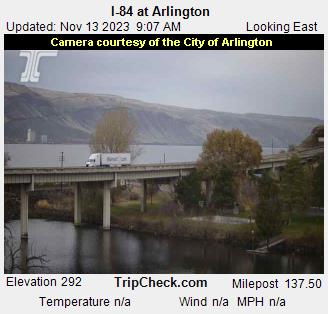 I-84 at Arlington
Updated: Nov 13 2023 9:07 AM Looking East
Camera courtesy of the City of Arlington
Elevation 292 TripCheck.com Milepost 137.50
Temperature n/a Wind n/a MPH n/a